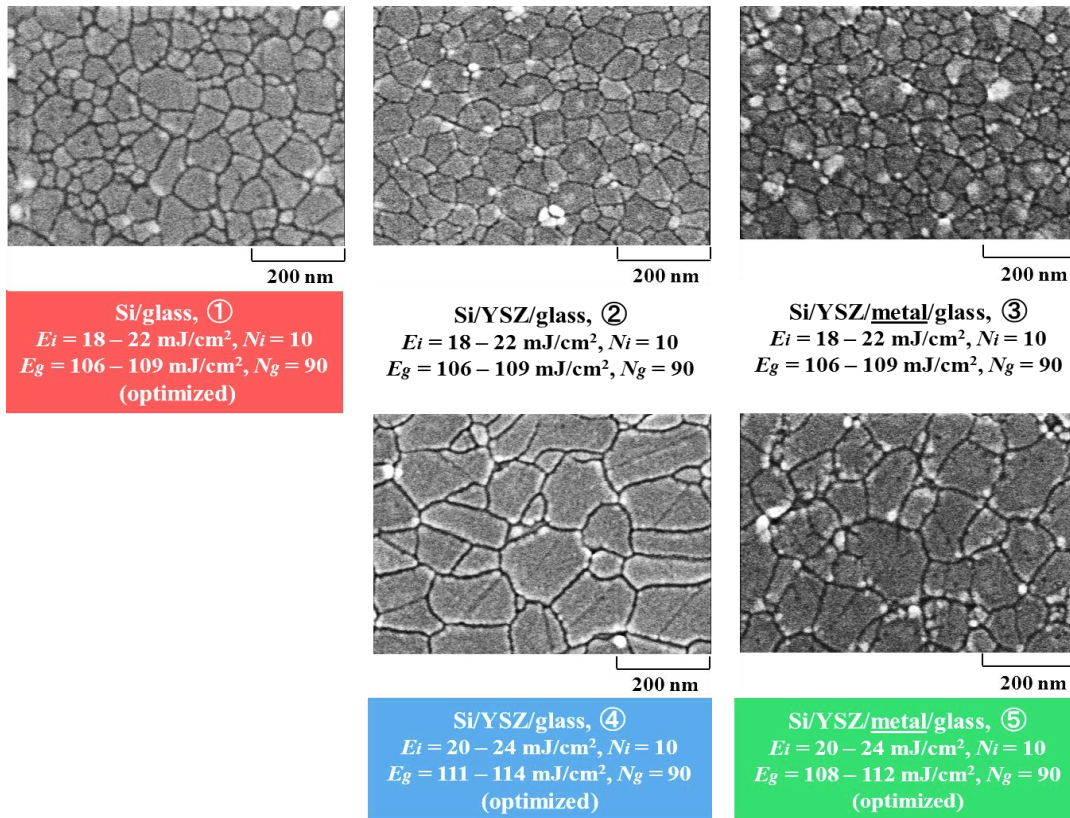 200 nm
200 nm
200 nm
Si/glass, ①
Ei = 18 – 22 mJ/cm², Ni = 10
Eg = 106 – 109 mJ/cm², Ng = 90
(optimized)
Si/YSZ/glass, ②
Ei = 18 – 22 mJ/cm², Ni = 10
Eg = 106 – 109 mJ/cm², Ng = 90
Si/YSZ/metal/glass, ③
Ei = 18 – 22 mJ/cm², Ni = 10
Eg = 106 – 109 mJ/cm², Ng = 90
200 nm
200 nm
Si/YSZ/glass, ④
Ei = 20 – 24 mJ/cm², Ni = 10
Eg = 111 – 114 mJ/cm², Ng = 90
(optimized)
Si/YSZ/metal/glass, ⑤
Ei = 20 – 24 mJ/cm², Ni = 10
Eg = 108 – 112 mJ/cm², Ng = 90
(optimized)